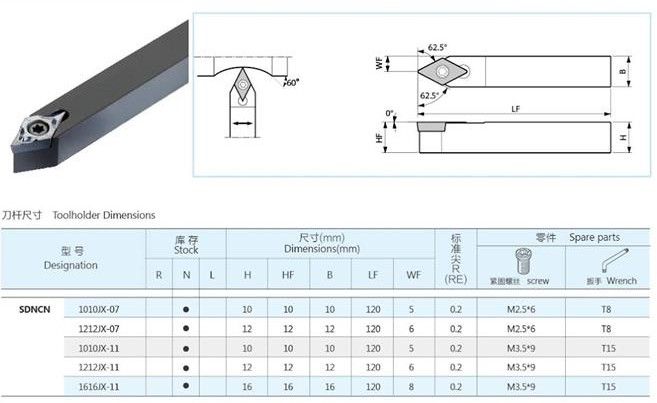 62.5°
WF
B
60°
62.5°
LF
0°
HF
H
刀杆尺寸 Toolholder Dimensions
型 号
Designation
库 存
Stock
R N L
尺寸(mm)
Dimensions(mm)
H HF B LF WF
标准尖R
(RE)
零件 Spare parts
紧固螺丝 screw
扳手 Wrench
SDNCN 1010JX-07 ● 10 10 10 120 5 0.2 M2.5*6 T8
1212JX-07 ● 12 12 12 120 6 0.2 M2.5*6 T8
1010JX-11 ● 10 10 10 120 5 0.2 M3.5*9 T15
1212JX-11 ● 12 12 12 120 6 0.2 M3.5*9 T15
1616JX-11 ● 16 16 16 120 8 0.2 M3.5*9 T15